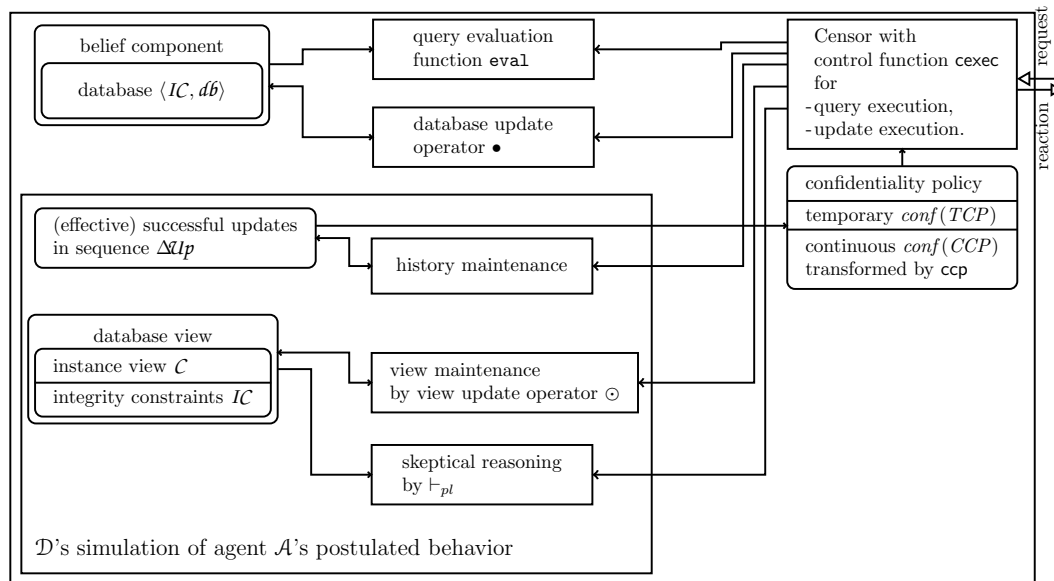 belief component
database ⟨IC, db⟩
query evaluation
function eval
database update
operator •
Censor with
control function cexec
for
-query execution,
-update execution.
request
reaction
confidentiality policy
temporary conf(TCP)
continuous conf(CCP)
transformed by ccp
(effective) successful updates
in sequence ΔUp
history maintenance
database view
instance view C
integrity constraints IC
view maintenance
by view update operator ⊙
skeptical reasoning
by ⊢pl
D's simulation of agent A's postulated behavior